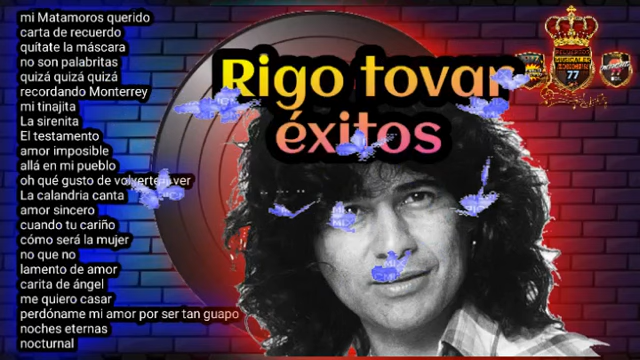 mi Matamoros querido
carta de recuerdo
quítate la máscara
no son palabritas
quizá quizá quizá
recordando Monterrey
mi tinajita
La sirenita
El testamento
amor imposible
allá en mi pueblo
oh qué gusto de volverte a ver
La calandria canta
amor sincero
cuando tu cariño
cómo será la mujer
no que no
lamento de amor
carita de ángel
me quiero casar
perdóname mi amor por ser tan guapo
noches eternas
nocturnal
Rigo tovar
éxitos
77